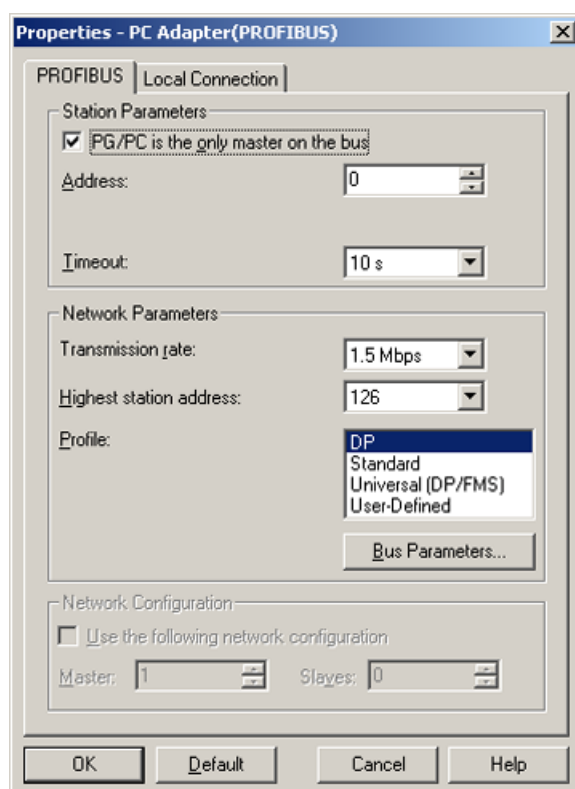 Properties - PC Adapter(PROFIBUS)
PROFIBUS Local Connection
Station Parameters
PG/PC is the only master on the bus
Address: 0
Timeout: 10 s
Network Parameters
Transmission rate: 1.5 Mbps
Highest station address: 126
Profile: DP
Standard
Universal (DP/FMS)
User-Defined
Bus Parameters...
Network Configuration
Use the following network configuration
Master: 1 Slaves: 0
OK Default Cancel Help